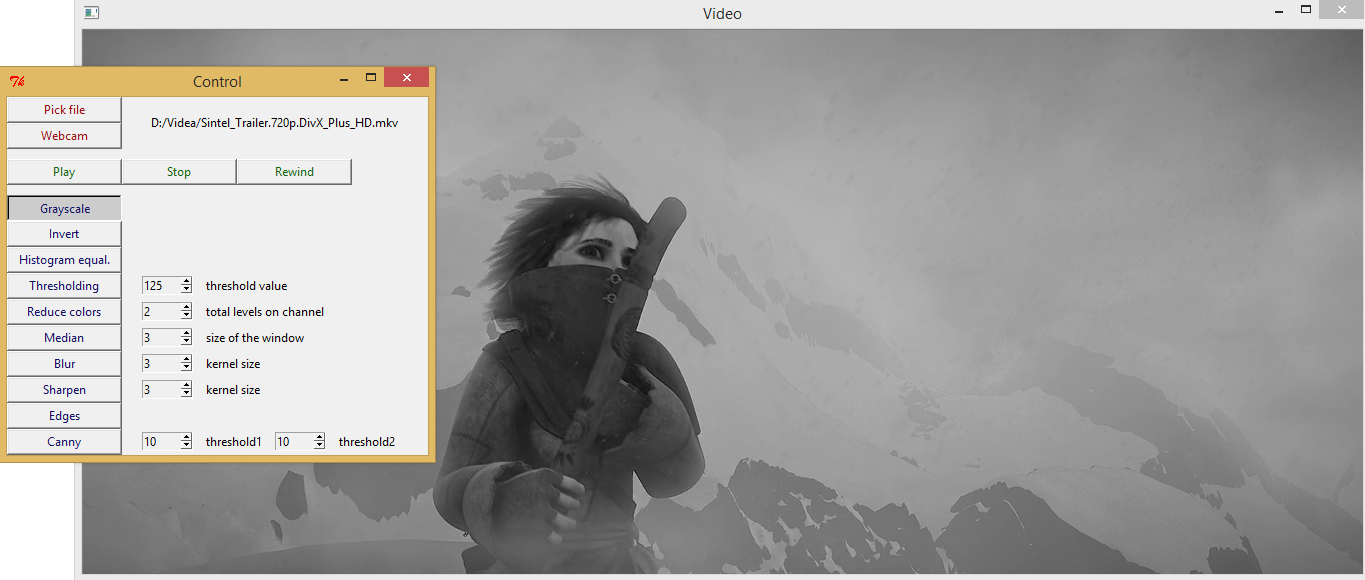 Video
Control
Pick file
D:/Videa/Sintel_Trailer.720p.DivX_Plus_HD.mkv
Webcam
Play Stop Rewind
Grayscale
Invert
Histogram equal.
Thresholding 125 threshold value
Reduce colors 2 total levels on channel
Median 3 size of the window
Blur 3 kernel size
Sharpen 3 kernel size
Edges
Canny 10 threshold1 10 threshold2